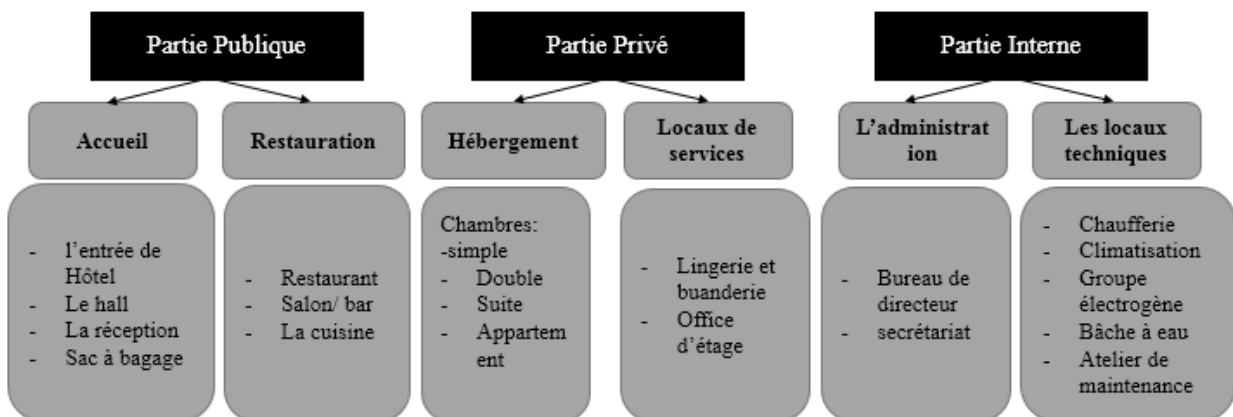 Partie Publique
Partie Privé
Partie Interne
Accueil
Restauration
Hébergement
Locaux de
services
L'administrat
ion
Les locaux
techniques
- l'entrée de
Hôtel
- Le hall
- La réception
- Sac à bagage
- Restaurant
- Salon/ bar
- La cuisine
Chambres:
-simple
- Double
- Suite
- Appartem
ent
- Lingerie et
buanderie
- Office
d'étage
- Bureau de
directeur
- secrétariat
- Chaufferie
- Climatisation
- Groupe
électrogène
- Bâche à eau
- Atelier de
maintenance